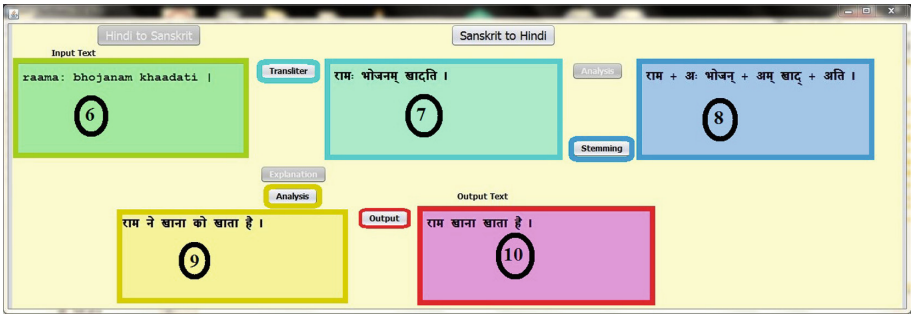 Hindi to Sanskrit
Sanskrit to Hindi
Input Text
raama: bhojanam khaadati |
6
Transliter
रामः भोजनम् खाद्ति ।
7
Analysis
Stemming
राम + अः भोजन् + अम् खाद् + अति ।
8
Explanation
Analysis
राम ने खाना को खाता है ।
9
Output
Output Text
राम खाना खाता है ।
10